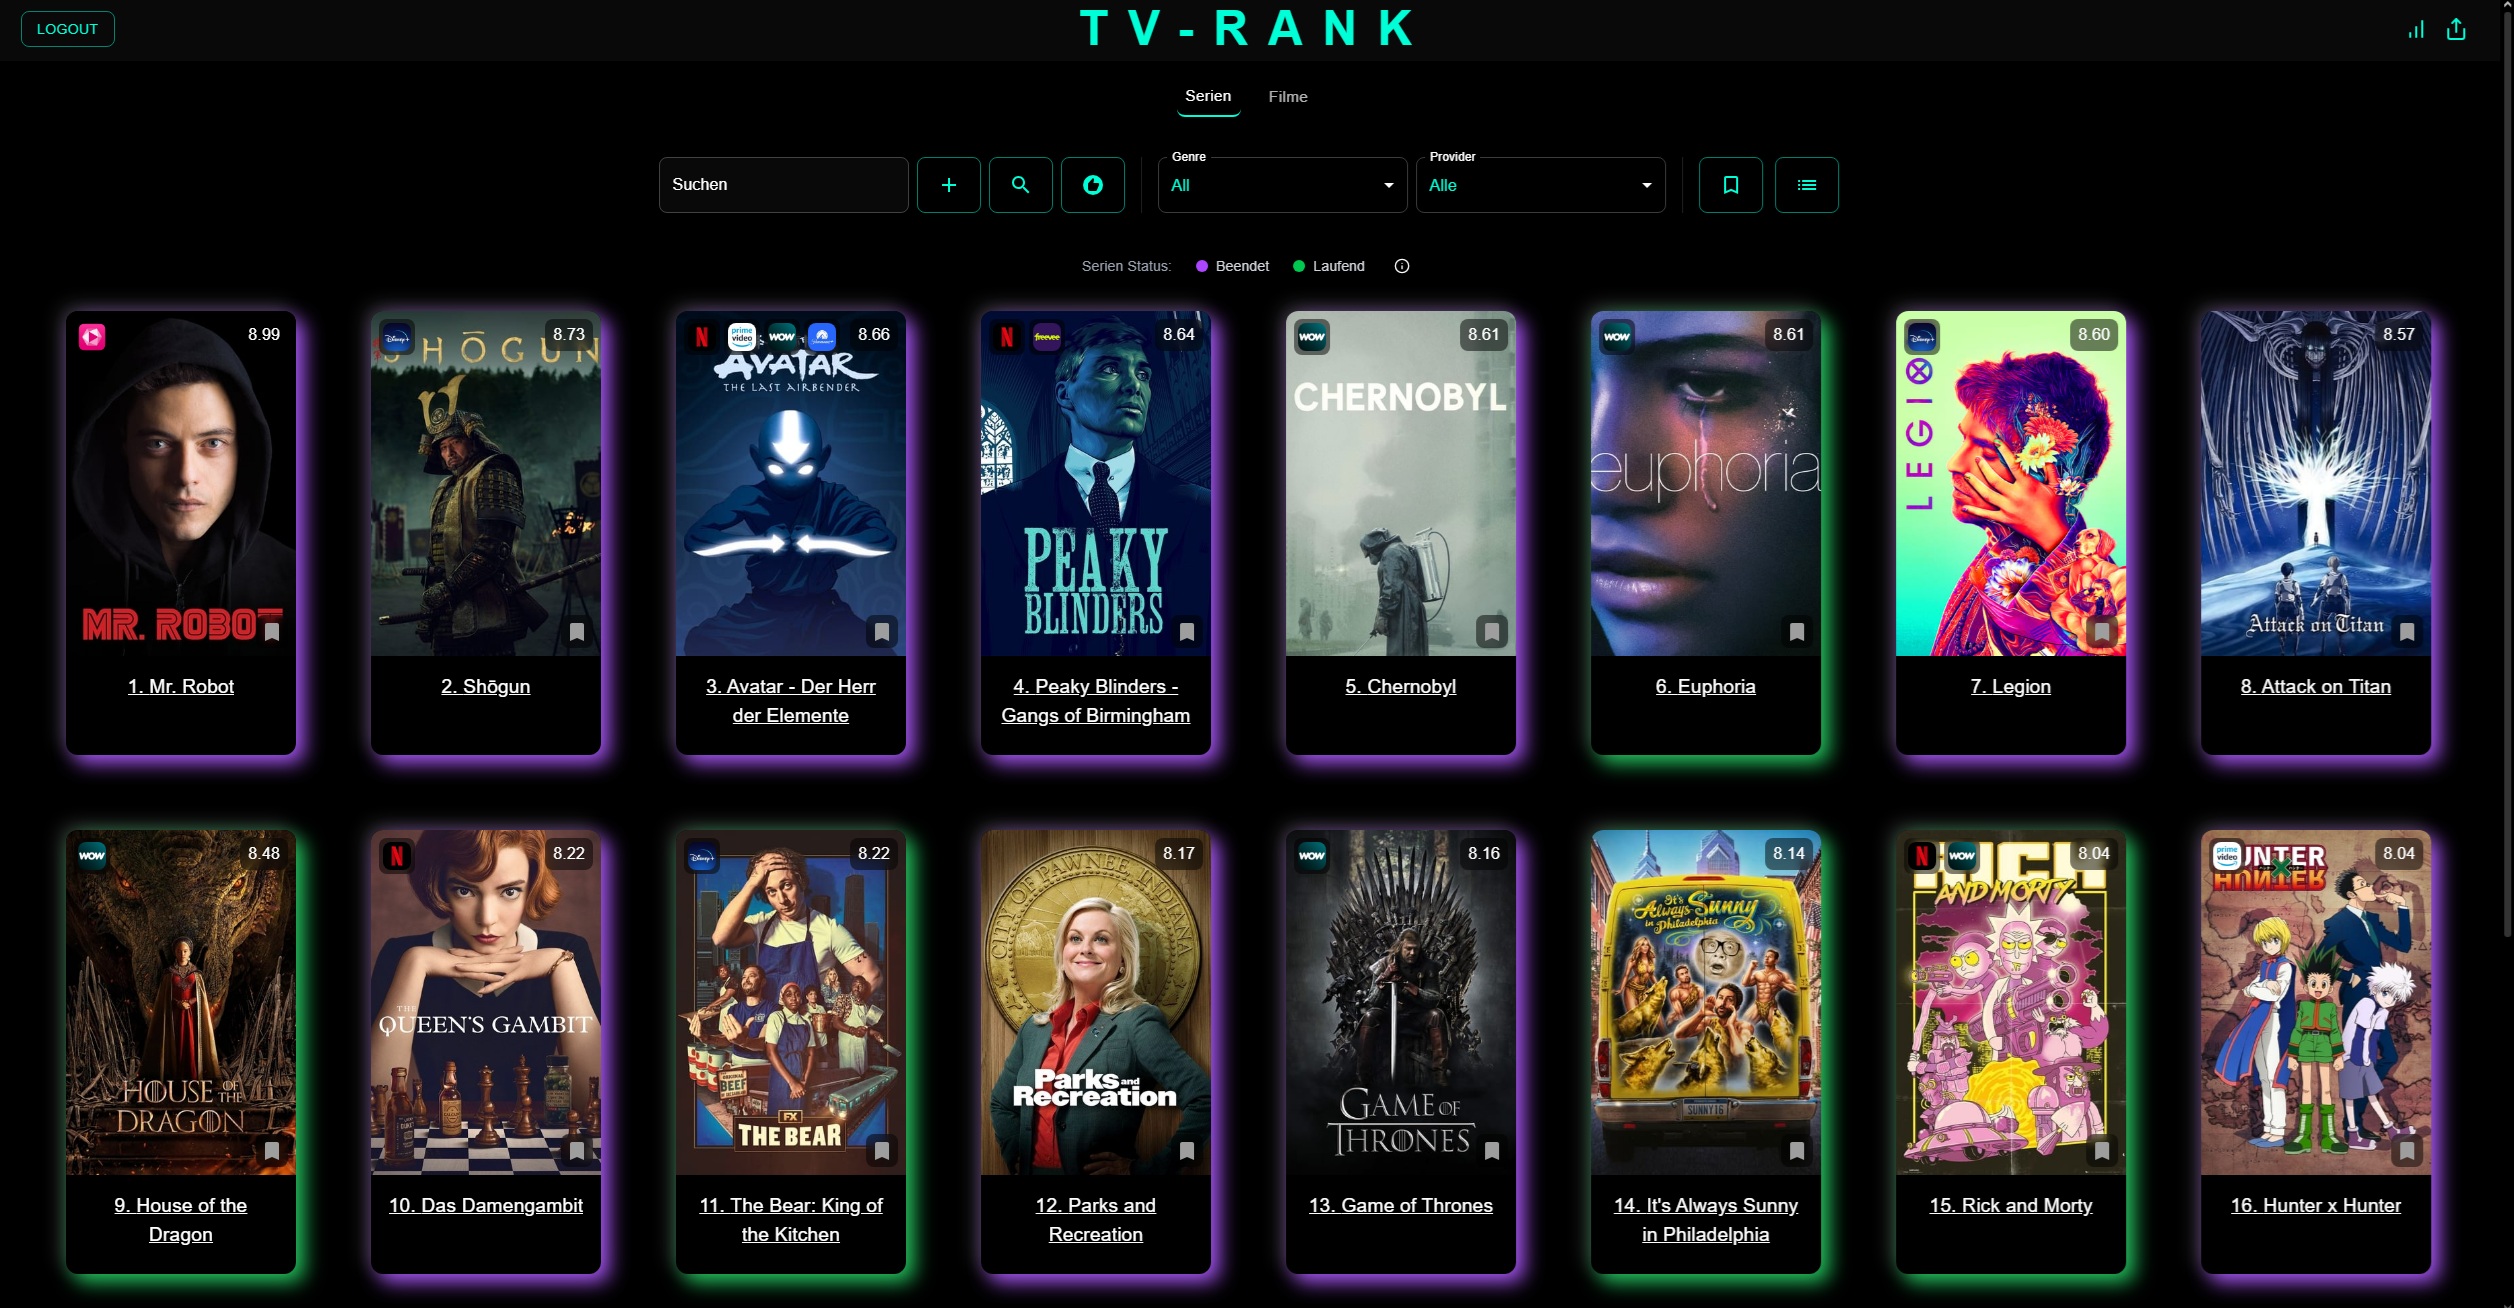 LOGOUT
TV-RANK
Serien
Filme
Suchen
Genre
All
Provider
Alle
Serien Status:
Beendet
Laufend
8.99
MR. ROBOT
1. Mr. Robot
Disney+
8.73
SHŌGUN
2. Shōgun
N
prime video
WOW
8.66
AVATAR
THE LAST AIRBENDER
3. Avatar - Der Herr
der Elemente
N
freevee
8.64
PEAKY
BLINDERS
4. Peaky Blinders -
Gangs of Birmingham
WOW
8.61
CHERNOBYL
5. Chernobyl
WOW
8.61
euphoria
6. Euphoria
Disney+
8.60
LEGION
7. Legion
8.57
Attack on Titan
8. Attack on Titan
WOW
8.48
HOUSE OF THE
DRAGON
9. House of the
Dragon
N
8.22
THE
QUEEN'S GAMBIT
10. Das Damengambit
Disney+
8.22
ORIGINAL
BEEF
FX
THE BEAR
11. The Bear: King of
the Kitchen
8.17
CITY OF PAWNEE, INDIANA
Parks and
Recreation
12. Parks and
Recreation
WOW
8.16
GAME OF
THRONES
13. Game of Thrones
8.14
It's
Always Sunny
in Philadelphia
SUNNY16
14. It's Always Sunny
in Philadelphia
N
WOW
8.04
RICK
AND MORTY
15. Rick and Morty
prime video
8.04
HUNTER
X
HUNTER
16. Hunter x Hunter